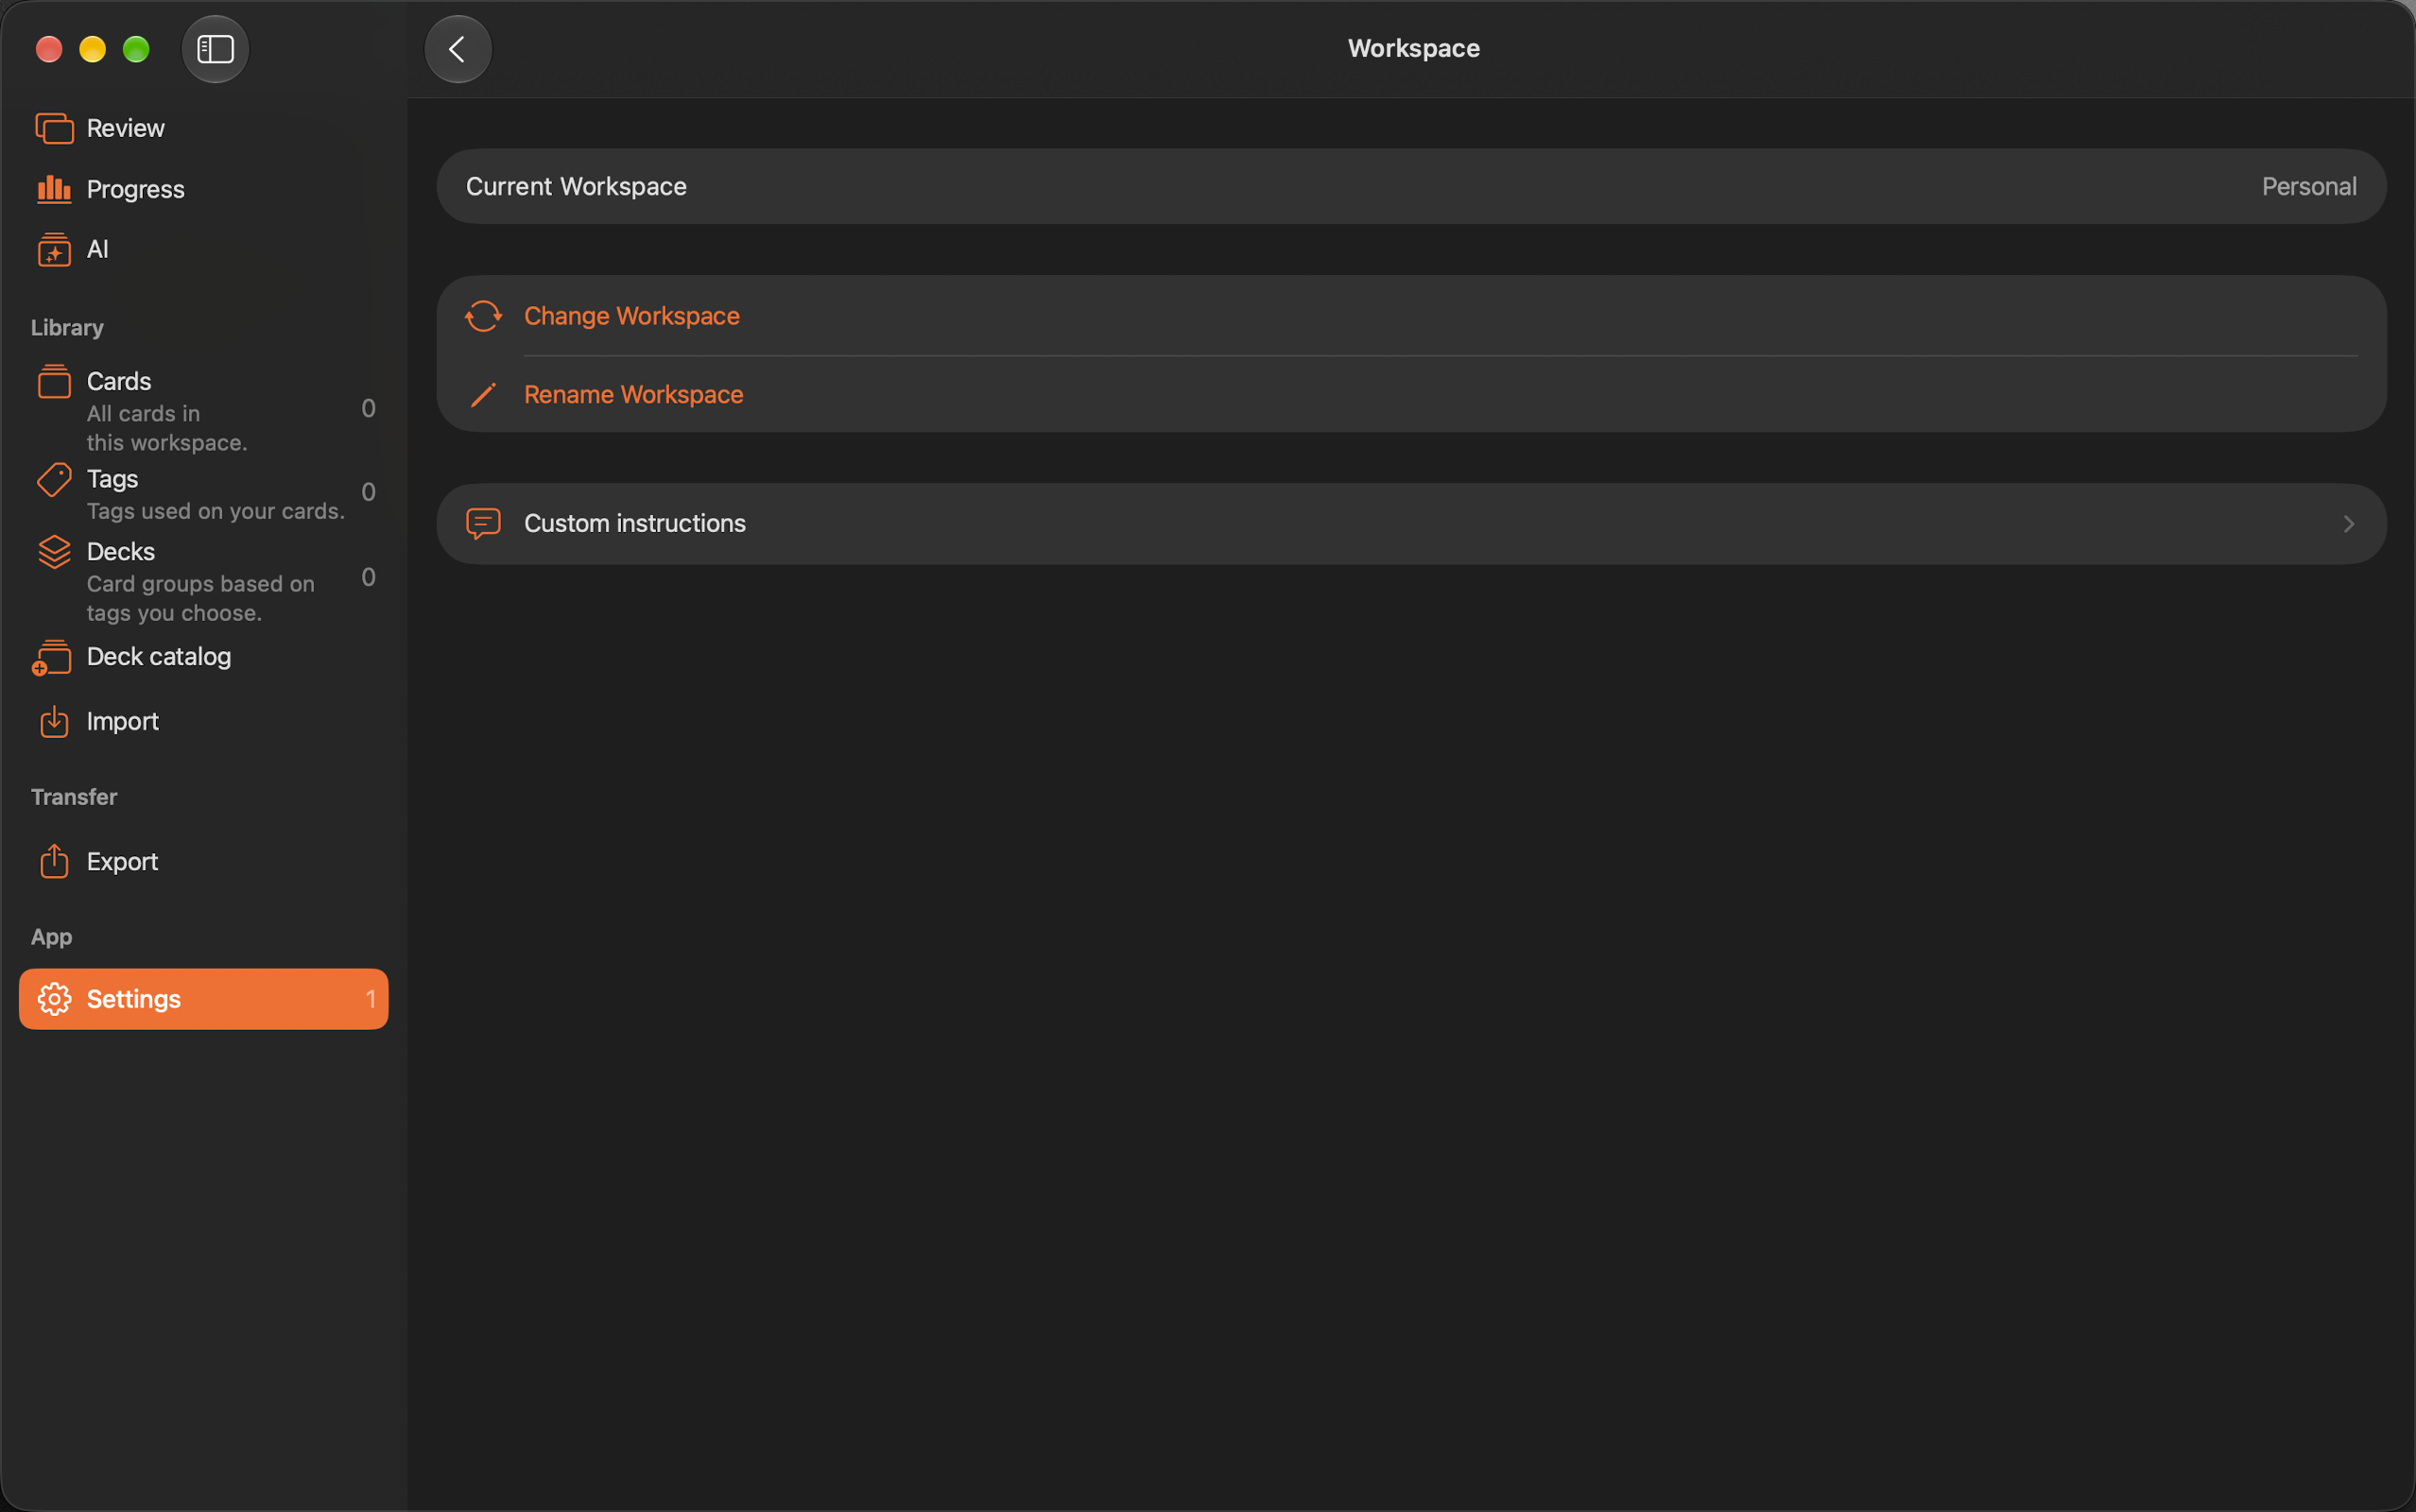 Workspace
Review
Progress
AI
Library
Cards
All cards in
this workspace.
0
Tags
Tags used on your cards.
0
Decks
Card groups based on
tags you choose.
0
Deck catalog
Import
Transfer
Export
App
Settings
1
Current Workspace
Personal
Change Workspace
Rename Workspace
Custom instructions